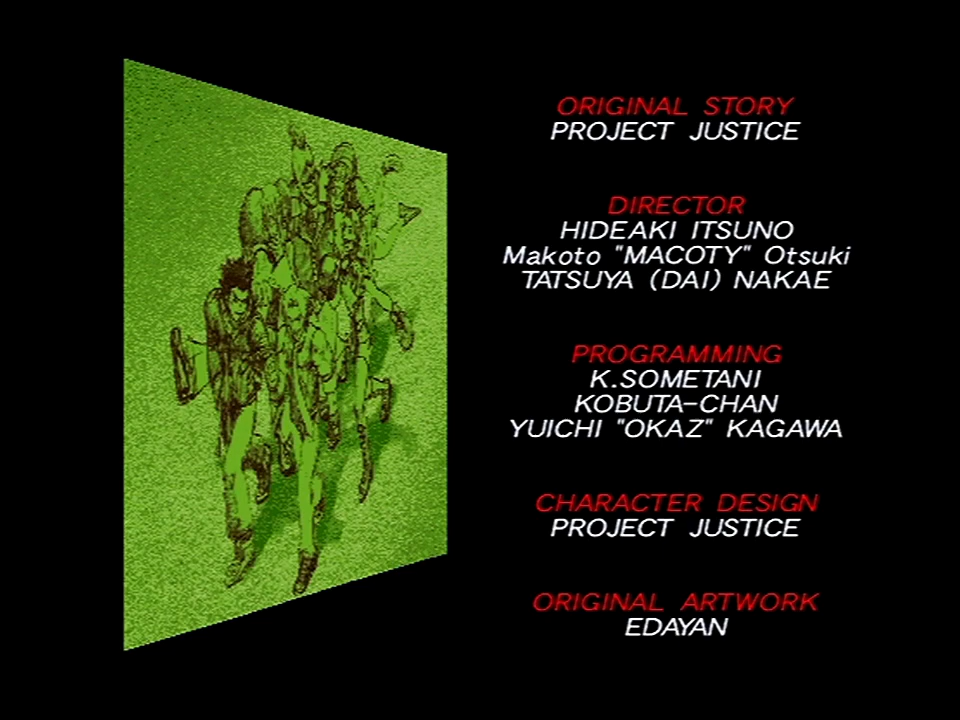 ORIGINAL STORY
PROJECT JUSTICE
DIRECTOR
HIDEAKI ITSUNO
Makoto "MACOTY" Otsuki
TATSUYA (DAI) NAKAE
PROGRAMMING
K.SOMETANI
KOBUTA-CHAN
YUICHI "OKAZ" KAGAWA
CHARACTER DESIGN
PROJECT JUSTICE
ORIGINAL ARTWORK
EDAYAN